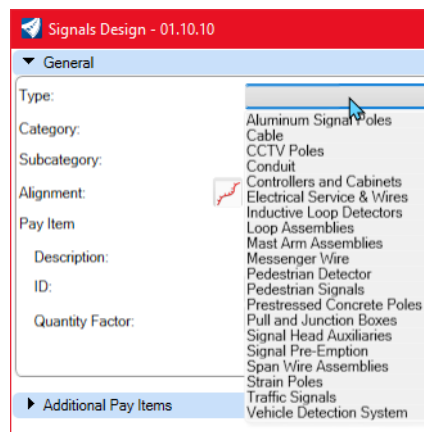 Signals Design - 01.10.10
General
Type:
Category:
Subcategory:
Alignment:
Pay Item
Description:
ID:
Quantity Factor:
Additional Pay Items
Aluminum Signal Poles
Cable
CCTV Poles
Conduit
Controllers and Cabinets
Electrical Service & Wires
Inductive Loop Detectors
Loop Assemblies
Mast Arm Assemblies
Messenger Wire
Pedestrian Detector
Pedestrian Signals
Prestressed Concrete Poles
Pull and Junction Boxes
Signal Head Auxiliaries
Signal Pre-Emption
Span Wire Assemblies
Strain Poles
Traffic Signals
Vehicle Detection System